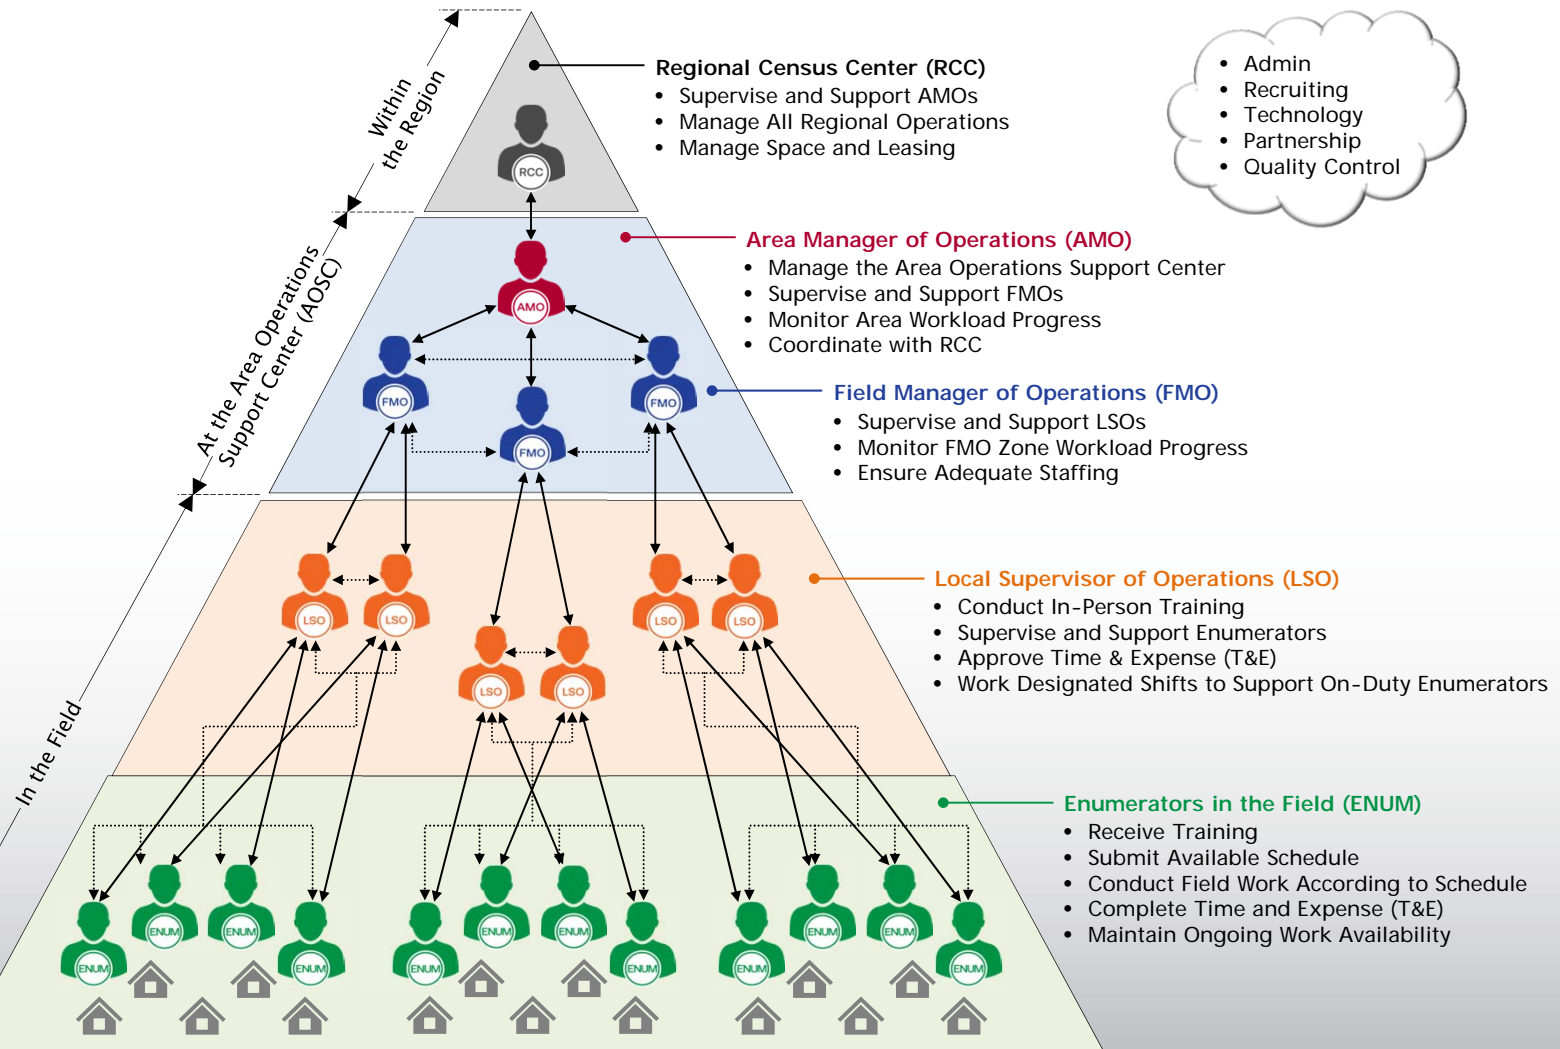 Within
the Region
Regional Census Center (RCC)
• Supervise and Support AMOs
• Manage All Regional Operations
• Manage Space and Leasing
• Admin
• Recruiting
• Technology
• Partnership
• Quality Control
RCC
At the Area Operations
Support Center (AOSC)
Area Manager of Operations (AMO)
• Manage the Area Operations Support Center
• Supervise and Support FMOs
• Monitor Area Workload Progress
• Coordinate with RCC
AMO
Field Manager of Operations (FMO)
• Supervise and Support LSOs
• Monitor FMO Zone Workload Progress
• Ensure Adequate Staffing
FMO
FMO
FMO
In the Field
Local Supervisor of Operations (LSO)
• Conduct In-Person Training
• Supervise and Support Enumerators
• Approve Time & Expense (T&E)
• Work Designated Shifts to Support On-Duty Enumerators
LSO
LSO
LSO
LSO
LSO
LSO
Enumerators in the Field (ENUM)
• Receive Training
• Submit Available Schedule
• Conduct Field Work According to Schedule
• Complete Time and Expense (T&E)
• Maintain Ongoing Work Availability
ENUM
ENUM
ENUM
ENUM
ENUM
ENUM
ENUM
ENUM
ENUM
ENUM
ENUM
ENUM